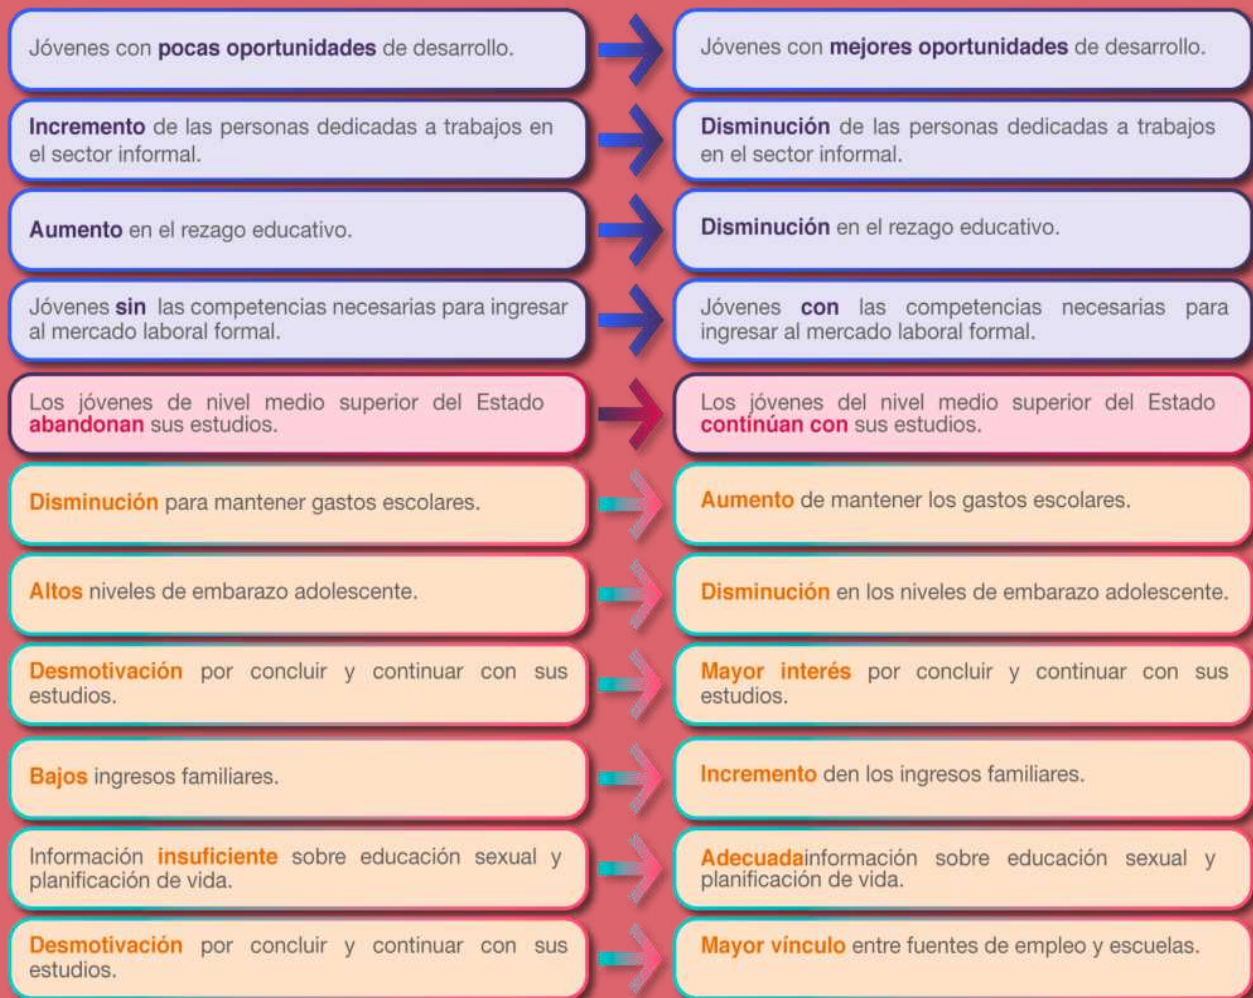 Jóvenes con pocas oportunidades de desarrollo.
Jóvenes con mejores oportunidades de desarrollo.
Incremento de las personas dedicadas a trabajos en
el sector informal.
Disminución de las personas dedicadas a trabajos
en el sector informal.
Aumento en el rezago educativo.
Disminución en el rezago educativo.
Jóvenes sin las competencias necesarias para ingresar
al mercado laboral formal.
Jóvenes con las competencias necesarias para
ingresar al mercado laboral formal.
Los jóvenes de nivel medio superior del Estado
abandonan sus estudios.
Los jóvenes del nivel medio superior del Estado
continúan con sus estudios.
Disminución para mantener gastos escolares.
Aumento de mantener los gastos escolares.
Altos niveles de embarazo adolescente.
Disminución en los niveles de embarazo adolescente.
Desmotivación por concluir y continuar con sus
estudios.
Mayor interés por concluir y continuar con sus
estudios.
Bajos ingresos familiares.
Incremento den los ingresos familiares.
Información insuficiente sobre educación sexual y
planificación de vida.
Adecuadainformación sobre educación sexual y
planificación de vida.
Desmotivación por concluir y continuar con sus
estudios.
Mayor vínculo entre fuentes de empleo y escuelas.